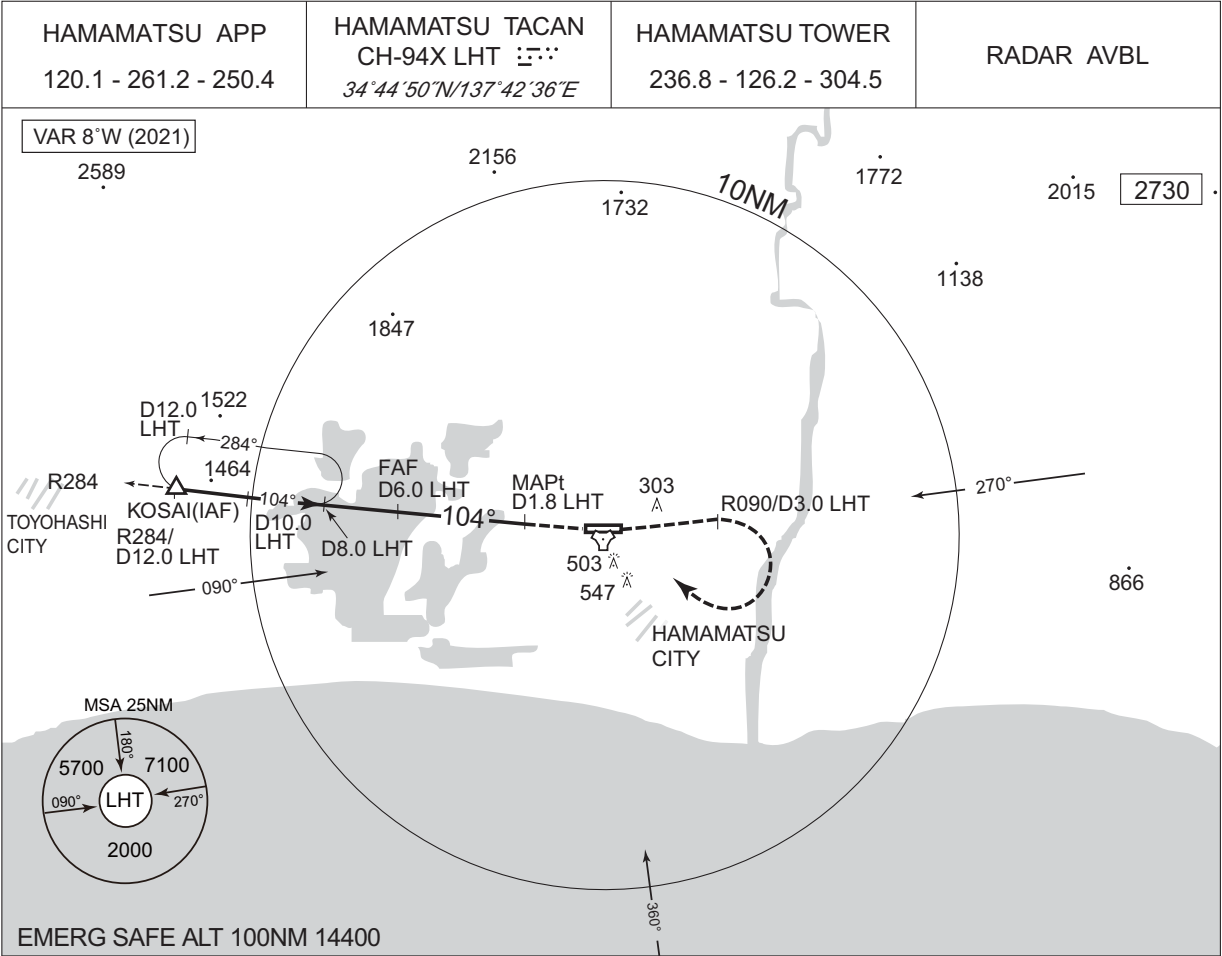 HAMAMATSU APP
120.1 - 261.2 - 250.4
HAMAMATSU TACAN
CH-94X LHT
34°44′50″N/137°42′36″E
HAMAMATSU TOWER
236.8 - 126.2 - 304.5
RADAR AVBL
VAR 8°W (2021)
2589
2156
1732
10NM
1772
2015
2730
1138
1847
1522
D12.0
LHT
284°
1464
R284
KOSAI(IAF)
R284/
D12.0 LHT
TOYOHASHI
CITY
104°
D10.0
LHT
D8.0 LHT
FAF
D6.0 LHT
104°
MAPt
D1.8 LHT
303
R090/D3.0 LHT
270°
090°
503
547
HAMAMATSU
CITY
866
MSA 25NM
180°
5700
7100
090°
LHT
270°
2000
360°
EMERG SAFE ALT 100NM 14400